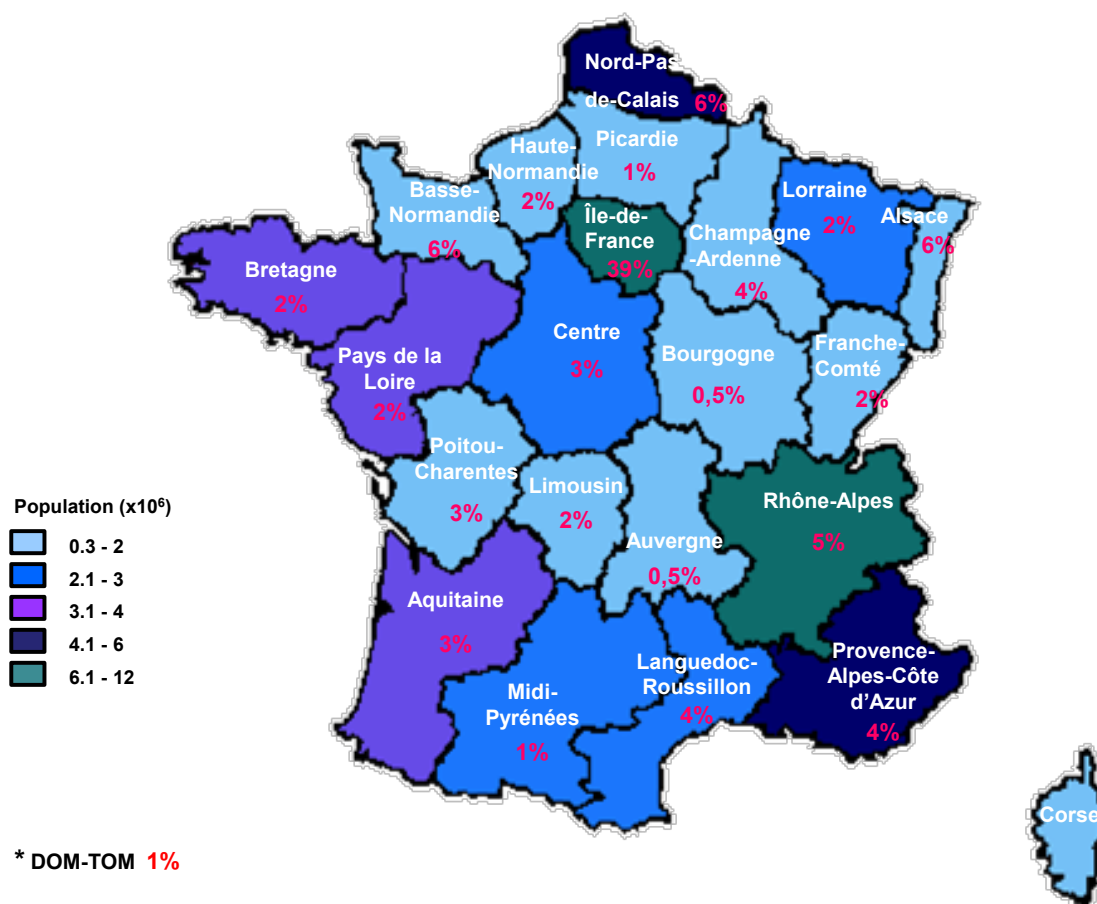 Nord-Pas
de-Calais 6%
Picardie
1%
Haute-
Normandie
2%
Basse-
Normandie
6%
Île-de-
France
39%
Champagne
-Ardenne
4%
Lorraine
2%
Alsace
6%
Bretagne
2%
Pays de la
Loire
2%
Centre
3%
Bourgogne
0,5%
Franche-
Comté
2%
Poitou-
Charentes
3%
Limousin
2%
Auvergne
0,5%
Rhône-Alpes
5%
Aquitaine
3%
Midi-
Pyrénées
1%
Languedoc-
Roussillon
4%
Provence-
Alpes-Côte
d'Azur
4%
Corse
Population (x10⁶)
0.3 - 2
2.1 - 3
3.1 - 4
4.1 - 6
6.1 - 12
* DOM-TOM 1%